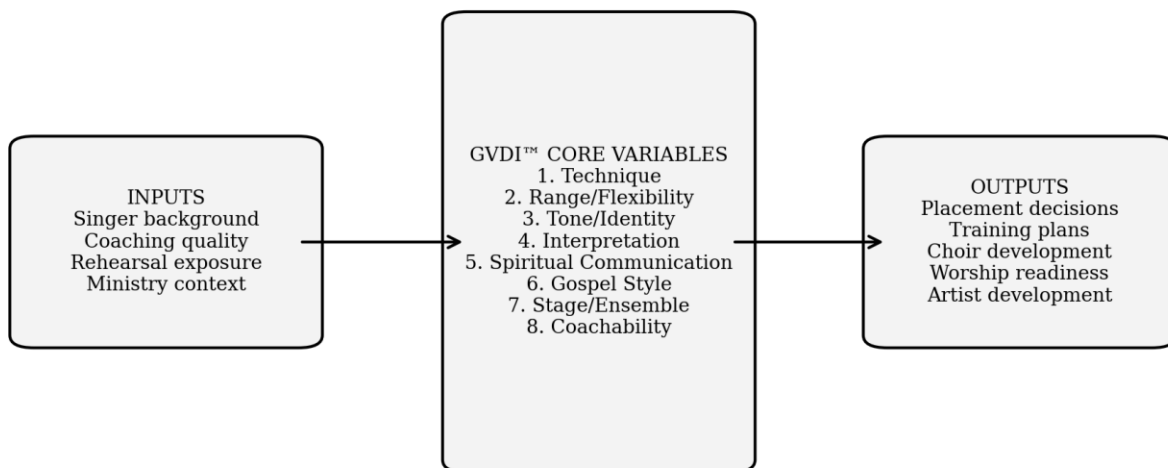 INPUTS
Singer background
Coaching quality
Rehearsal exposure
Ministry context
GVDI™ CORE VARIABLES
1. Technique
2. Range/Flexibility
3. Tone/Identity
4. Interpretation
5. Spiritual Communication
6. Gospel Style
7. Stage/Ensemble
8. Coachability
OUTPUTS
Placement decisions
Training plans
Choir development
Worship readiness
Artist development